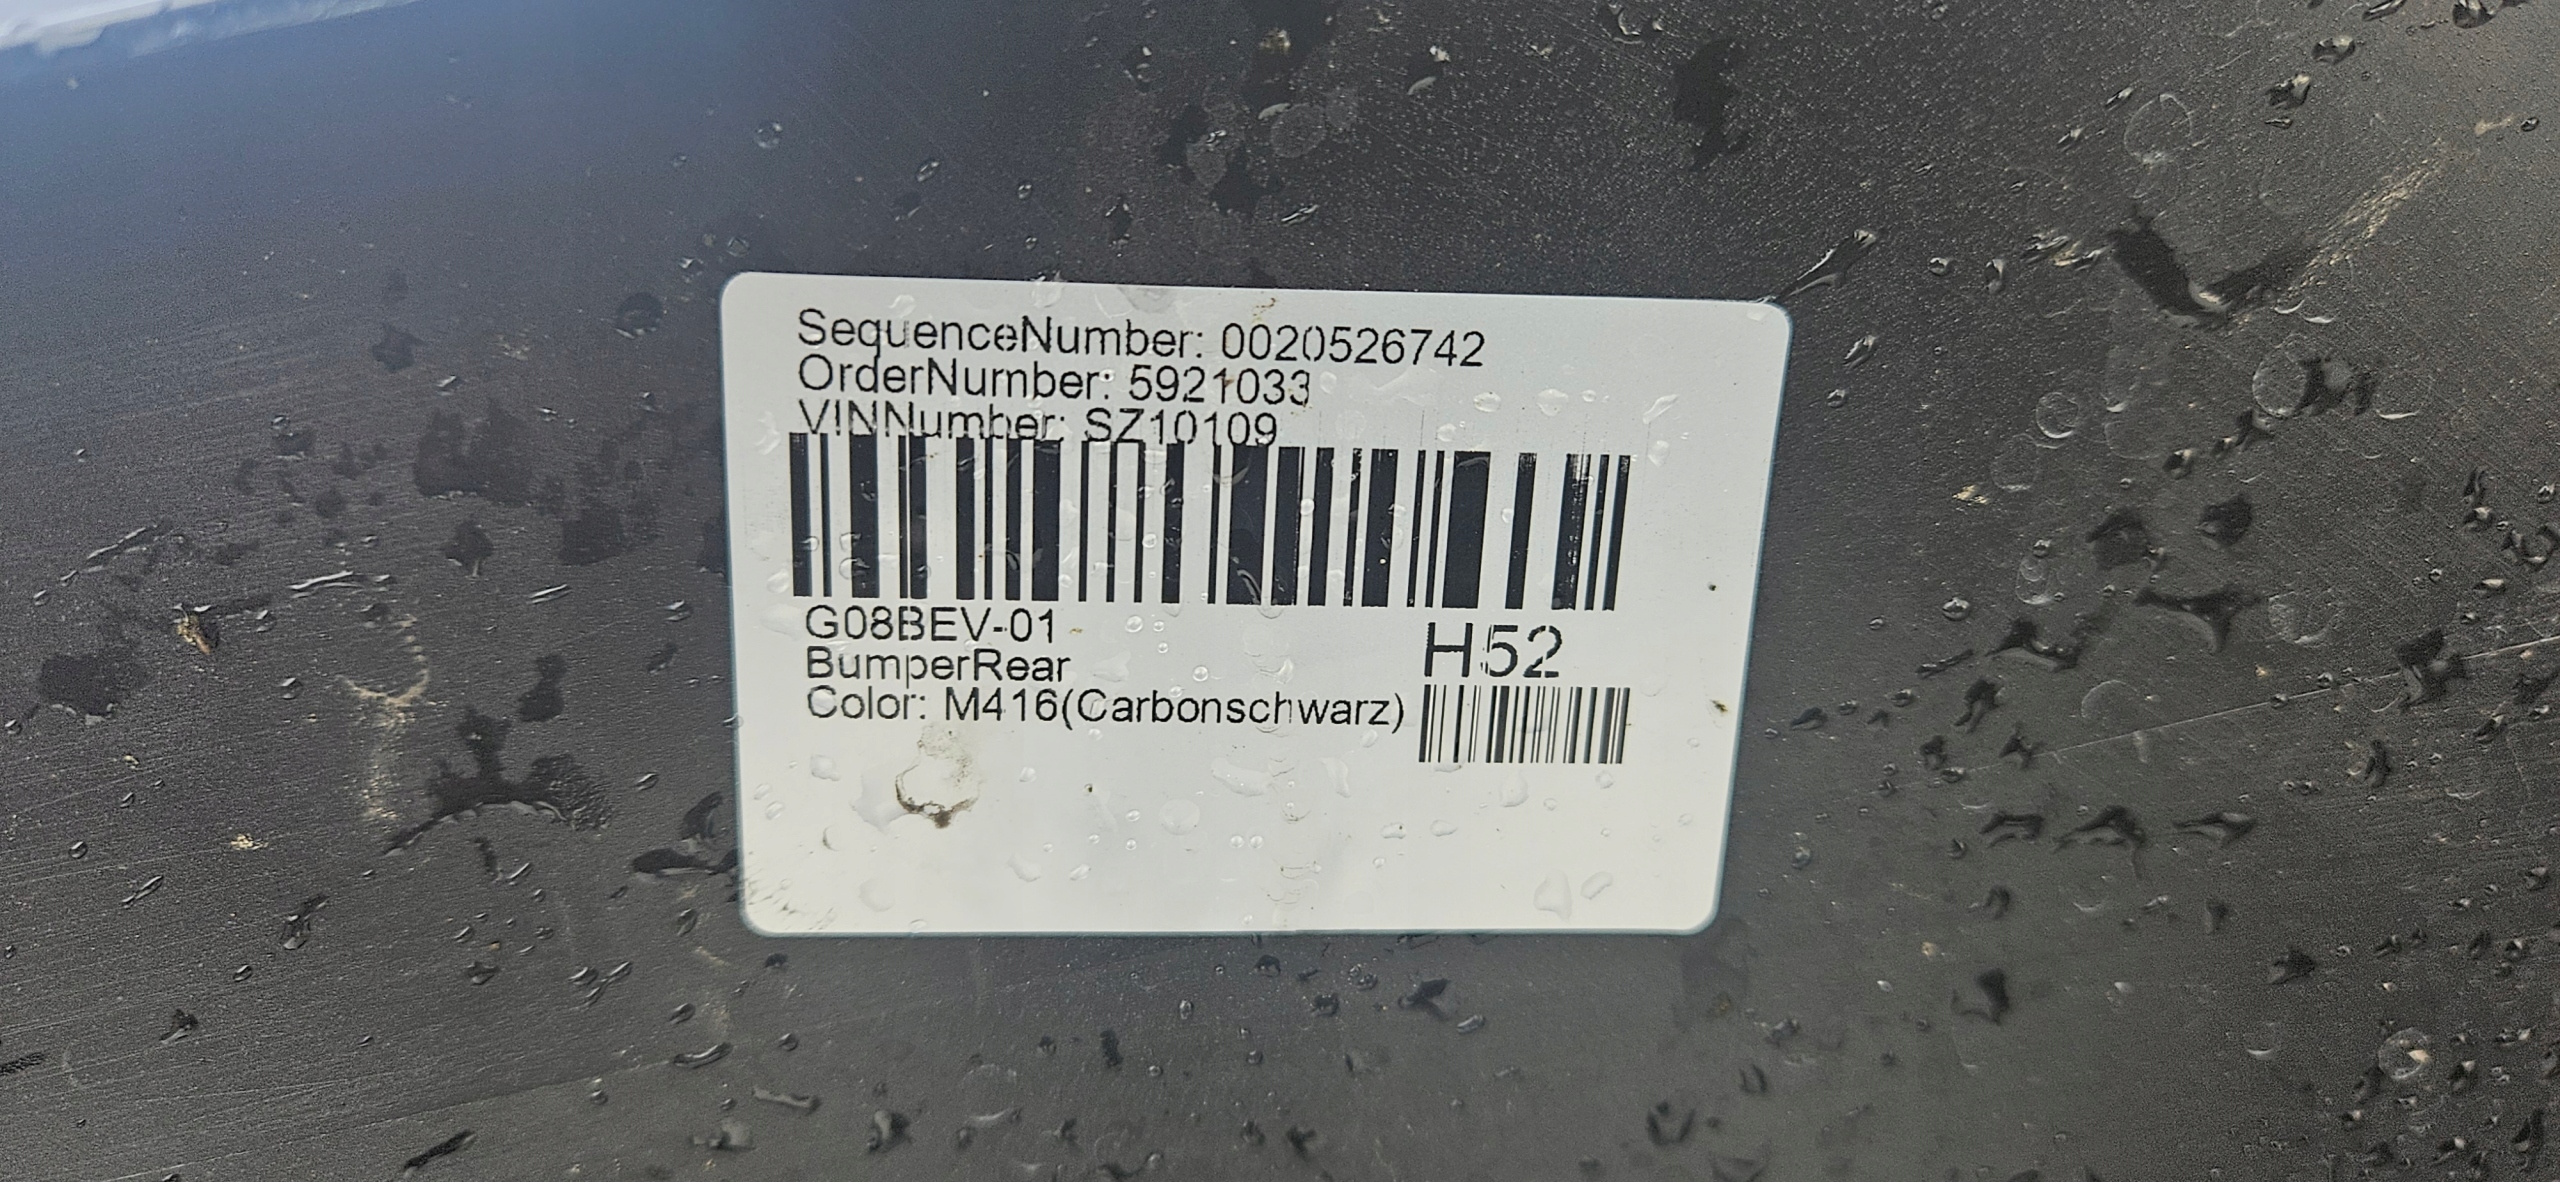 SequenceNumber: 0020526742
OrderNumber: 5921033
VINNumber: SZ10109
G08BEV-01
H52
BumperRear
Color: M416(Carbonschwarz)